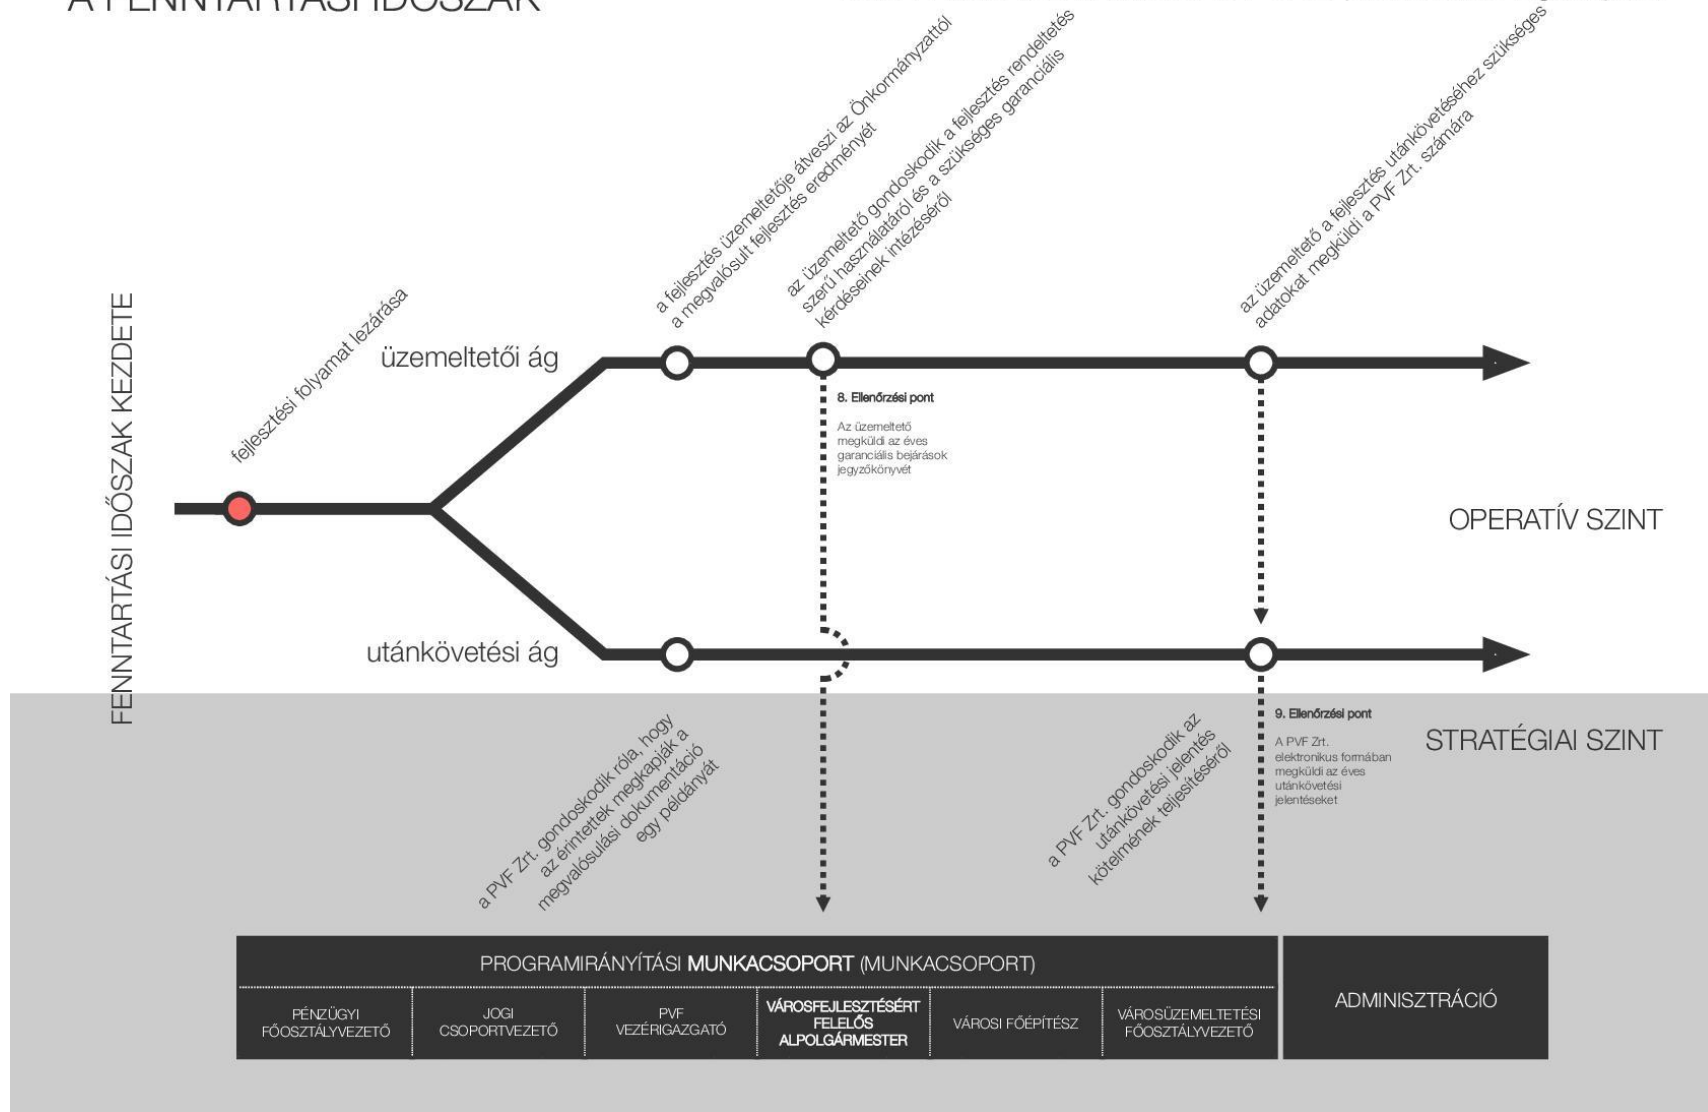 A FENNTARTÁSI IDŐSZAK
a fejlesztés üzemeltetője átveszi az Önkormányzattól
a megvalósult fejlesztés eredményét
az üzemeltető gondoskodik a fejlesztés rendeltetés
szerű használatáról és a szükséges garanciális
kérdéseinek intézéséről
az üzemeltető a fejlesztés utánkövetéséhez szükséges
adatokat megküldi a PVF Zrt. számára
FENNTARTÁSI IDŐSZAK KEZDETE
fejlesztési folyamat lezárása
üzemeltetői ág
8. Ellenőrzési pont
Az üzemeltető
megküldi az éves
garanciális bejárások
jegyzőkönyvét
OPERATÍV SZINT
utánkövetési ág
a PVF Zrt. gondoskodik róla, hogy
az érintettek megkapják a
megvalósulási dokumentáció
egy példányát
a PVF Zrt. gondoskodik az
utánkövetési jelentés
kötelmének teljesítéséről
9. Ellenőrzési pont
A PVF Zrt.
elektronikus formában
megküldi az éves
utánkövetési
jelentéseket
STRATÉGIAI SZINT
PROGRAMIRÁNYÍTÁSI MUNKACSOPORT (MUNKACSOPORT)
PÉNZÜGYI
FŐOSZTÁLYVEZETŐ
JOGI
CSOPORTVEZETŐ
PVF
VEZÉRIGAZGATÓ
VÁROSFEJLESZTÉSÉRT
FELELŐS
ALPOLGÁRMESTER
VÁROSI FŐÉPÍTÉSZ
VÁROSÜZEMELTETÉSI
FŐOSZTÁLYVEZETŐ
ADMINISZTRÁCIÓ